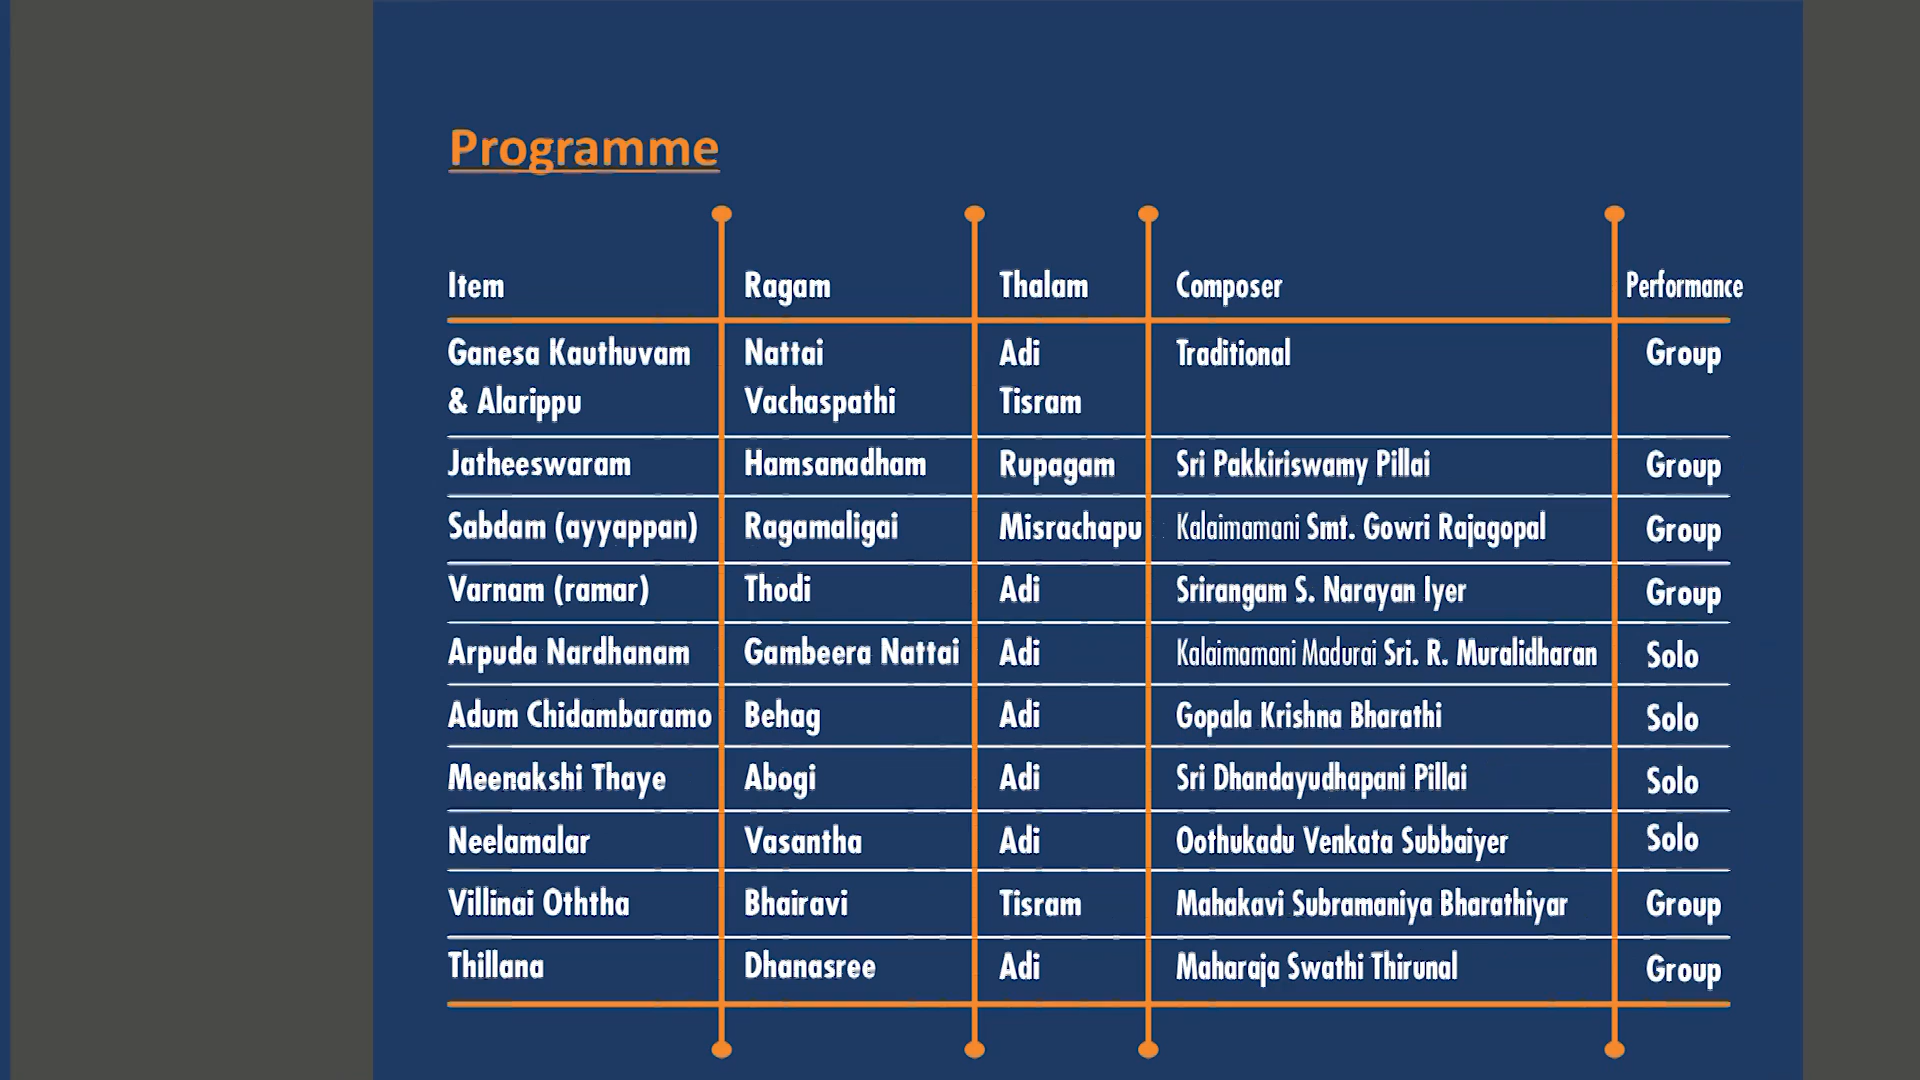 Programme
Item Ragam Thalam Composer Performance
Ganesa Kauthuvam Nattai Adi Traditional Group
& Alarippu Vachaspathi Tisram
Jatheeswaram Hamsanadham Rupagam Sri Pakkiriswamy Pillai Group
Sabdam (ayyappan) Ragamaligai Misrachapu Kalaimamani Smt. Gowri Rajagopal Group
Varnam (ramar) Thodi Adi Srirangam S. Narayan Iyer Group
Arpuda Nardhanam Gambeera Nattai Adi Kalaimamani Madurai Sri. R. Muralidharan Solo
Adum Chidambaramo Behag Adi Gopala Krishna Bharathi Solo
Meenakshi Thaye Abogi Adi Sri Dhandayudhapani Pillai Solo
Neelamalar Vasantha Adi Oothukadu Venkata Subbaiyer Solo
Villinai Oththa Bhairavi Tisram Mahakavi Subramaniya Bharathiyar Group
Thillana Dhanasree Adi Maharaja Swathi Thirunal Group